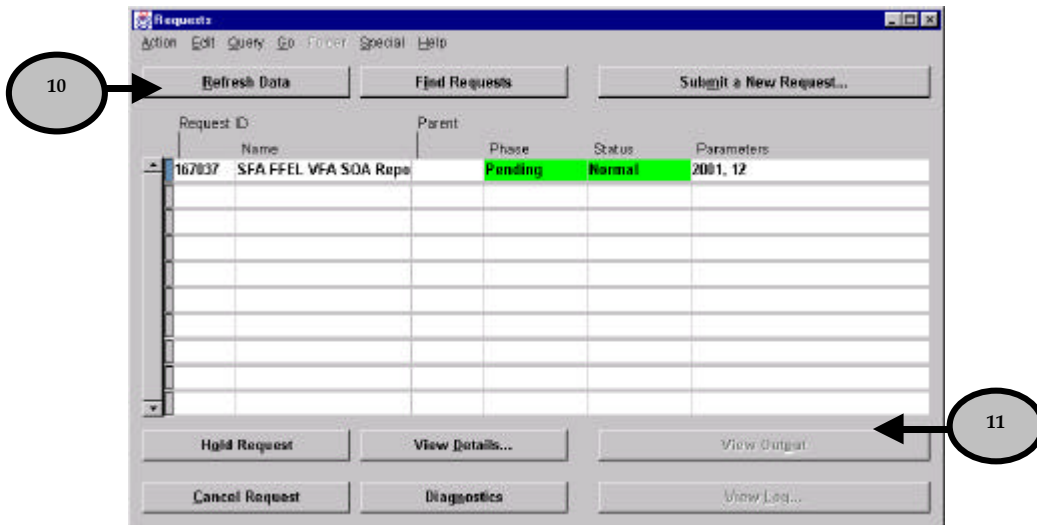 Requests
Action Edit Query Go Folder Special Help
10
Refresh Data Find Requests Submit a New Request...
Request ID Parent
Name Phase Status Parameters
167037 SFA FFEL VFA SOA Repo Pending Normal 2001, 12
11
Hold Request View Details... View Output
Cancel Request Diagnostics View Log...